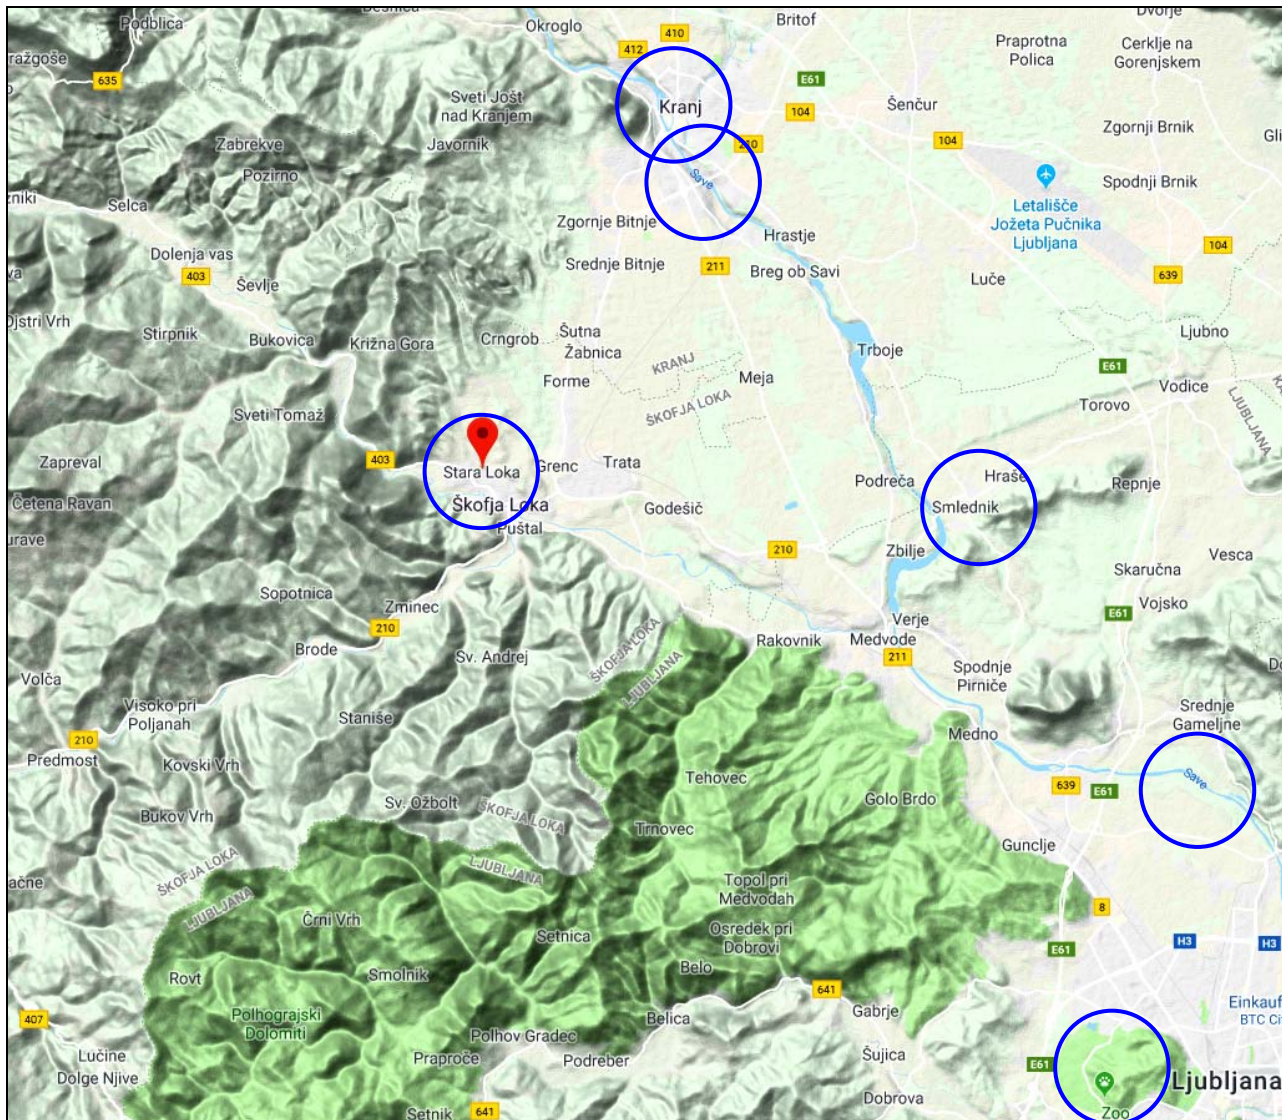 Podblica
Besnica
Okroglo
410
Britof
Dvorje
412
ražgoše
635
Praprotna
Polica
Cerklje na
Gorenjskem
E61
Sveti Jošt
nad Kranjem
Kranj
104
Šenčur
Zgornji Brnik
Gli
Zabrekve
Javornik
210
104
Pozirno
Save
Spodnji Brnik
zniki
Selca
Letališče
Jožeta Pučnika
Ljubljana
Zgornje Bitnje
Hrastje
104
Dolenja vas
Srednje Bitnje
211
Breg ob Savi
639
va
403
Ševlje
Luče
Ojstri Vrh
Stirpnik
Bukovica
Križna Gora
Crngrob
Šutna
Žabnica
Ljubno
Trboje
KRANJ
E61
Forme
Meja
Vodice
ŠKOFJA LOKA
Torovo
LJUBLJANA
Sveti Tomaž
Zapreval
403
Stara Loka
Grenc
Trata
Podreča
Hraše
Repnje
Četena Ravan
Škofja Loka
Godešič
Smlednik
Puštal
urave
210
Zbilje
Vesca
Skaručna
Sopotnica
Zminec
Vojsko
E61
210
Verje
Brode
Sv. Andrej
ŠKOFJA LOKA
LJUBLJANA
Rakovnik
Medvode
211
Volča
Spodnje
Pirniče
Visoko pri
Poljanah
Staniše
Srednje
Gameljne
210
Medno
Predmost
Kovski Vrh
Tehovec
Save
639
E61
Sv. Ožbolt
Golo Brdo
Bukov Vrh
ŠKOFJA LOKA
Trnovec
Gunclje
ačne
ŠKOFJA LOKA
LJUBLJANA
LJUBLJANA
Topol pri
Medvodah
8
Črni Vrh
Setnica
Osredek pri
Dobrovi
H3
H3
E61
Rovt
Smolnik
Belo
641
Einkauf
BTC Ci
407
Polhograjski
Dolomiti
Belica
Gabrje
Polhov Gradec
Lučine
Praproče
Podreber
Šujica
E61
Dolge Njive
Ljubljana
Dobrova
Setnik
641
Zoo